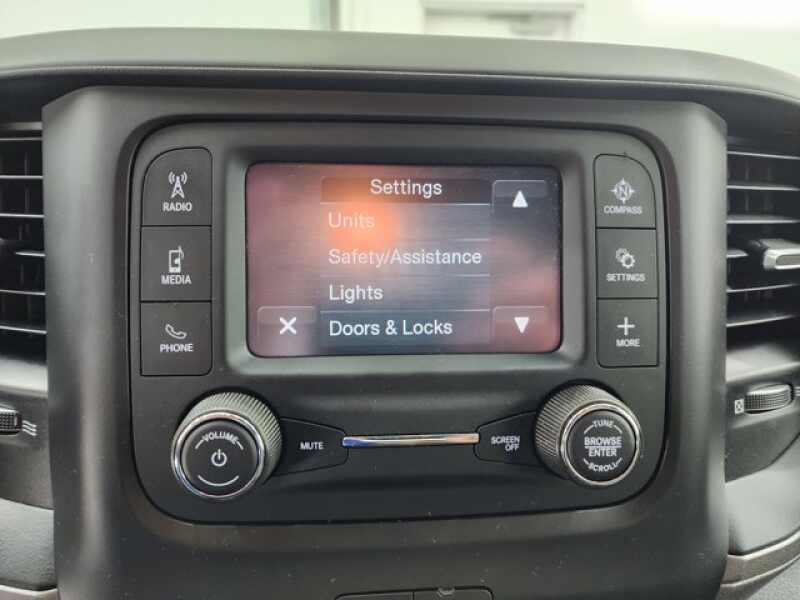 RADIO
MEDIA
PHONE
Settings
Units
Safety/Assistance
Lights
Doors & Locks
N
COMPASS
SETTINGS
MORE
VOLUME
MUTE
SCREEN
OFF
TUNE
BROWSE
ENTER
SCROLL